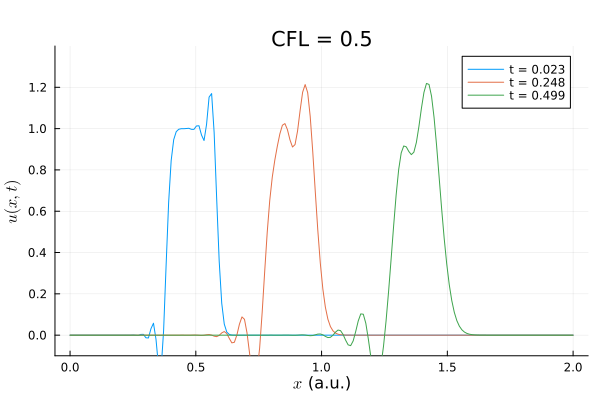 CFL = 0.5
t = 0.023
t = 0.248
t = 0.499
u(x, t)
1.2
1.0
0.8
0.6
0.4
0.2
0.0
0.0 0.5 1.0 1.5 2.0
x (a.u.)